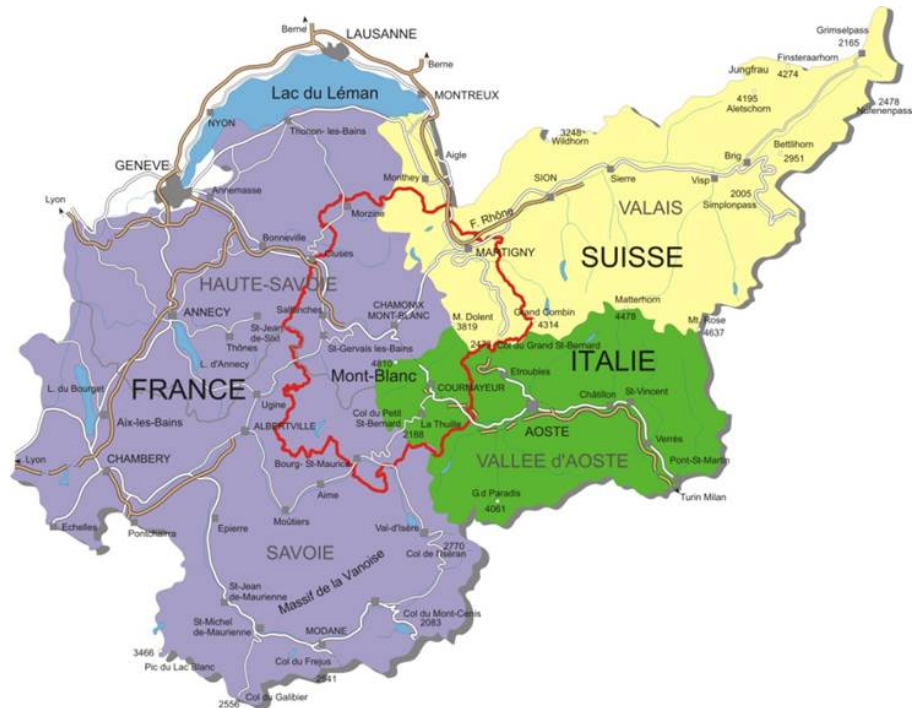 Berne
LAUSANNE
Berne
Lac du Léman
MONTREUX
NYON
Thonon- les-Bains
Aigle
GENEVE
Annemasse
Monthey
Lyon
Morzine
Bonneville
Cluses
HAUTE-SAVOIE
F. Rhône
MARTIGNY
SION
Sierre
Visp
Brig
VALAIS
SUISSE
Grimselpass
2165
Finsteraarhorn
4274
Jungfrau
4195
Aletschorn
2478
3248
Wildhorn
Bettlihorn
2951
2005
Simplonpass
ANNECY
Sallanches
CHAMONIX
MONT-BLANC
M. Dolent
3819
Grand Combin
4314
Matterhorn
4478
Mt. Rose
4637
St-Jean
de-Sixt
Thônes
L. d'Annecy
St-Gervais les-Bains
4810
Col du Grand St-Bernard
ITALIE
Etroubles
FRANCE
Mont-Blanc
COURNAYEUR
L. du Bourget
Aix-les-Bains
Ugine
ALBERTVILLE
Col du Petit
St-Bernard
2188
La Thuile
Châtillon
St-Vincent
AOSTE
Verrès
VALLEE d'AOSTE
Pont-St-Martin
Turin Milan
Lyon
CHAMBERY
Bourg- St-Maurice
Aime
Moûtiers
G.d Paradis
4061
Echelles
Pontcharra
Epierre
Val-d'Isère
2770
Col de l'Iséran
SAVOIE
Massif de la Vanoise
St-Jean
de-Maurienne
St-Michel
de-Maurienne
Col du Mont-Cenis
2083
MODANE
3466
Pic du Lac Blanc
Col du Frejus
2541
Col du Galibier
2556